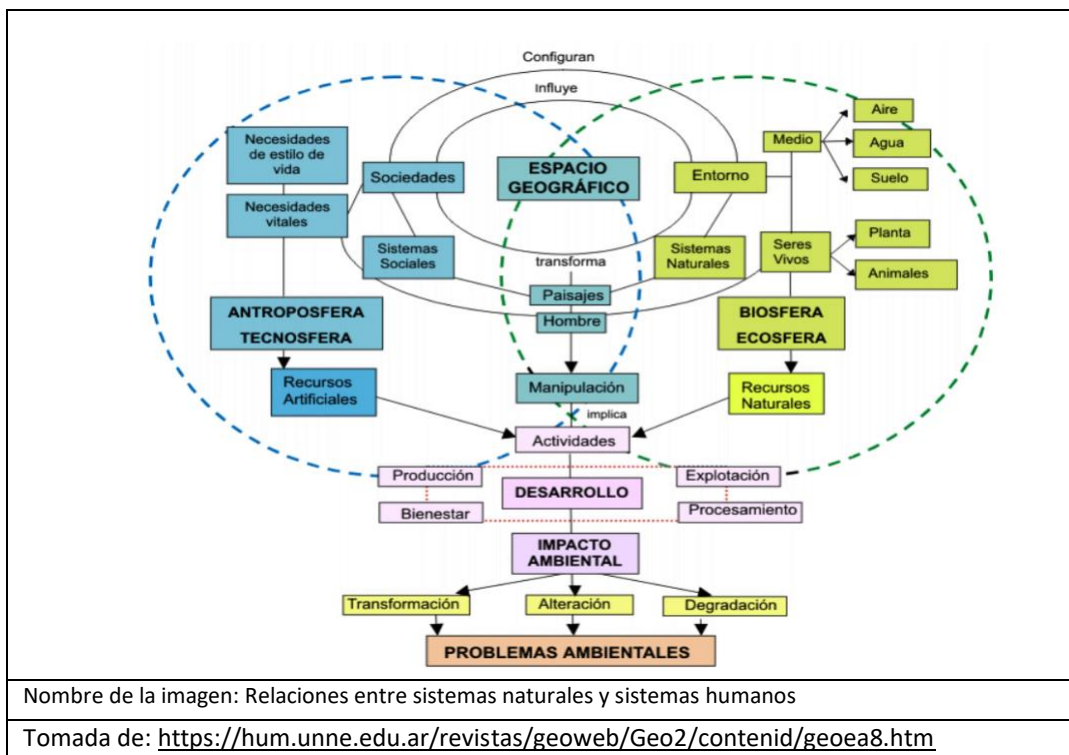 Configuran
Influye
Necesidades
de estilo de
vida
Necesidades
vitales
Sociedades
ESPACIO
GEOGRÁFICO
Entorno
Medio
Aire
Agua
Suelo
Sistemas
Sociales
transforma
Sistemas
Naturales
Seres
Vivos
Planta
Animales
Paisajes
Hombre
ANTROPOSFERA
TECNOSFERA
BIOSFERA
ECOSFERA
Recursos
Artificiales
Manipulación
Recursos
Naturales
implica
Actividades
Producción
Explotación
DESARROLLO
Bienestar
Procesamiento
IMPACTO
AMBIENTAL
Transformación
Alteración
Degradación
PROBLEMAS AMBIENTALES
Nombre de la imagen: Relaciones entre sistemas naturales y sistemas humanos
Tomada de: https://hum.unne.edu.ar/revistas/geoweb/Geo2/contenid/geoea8.htm